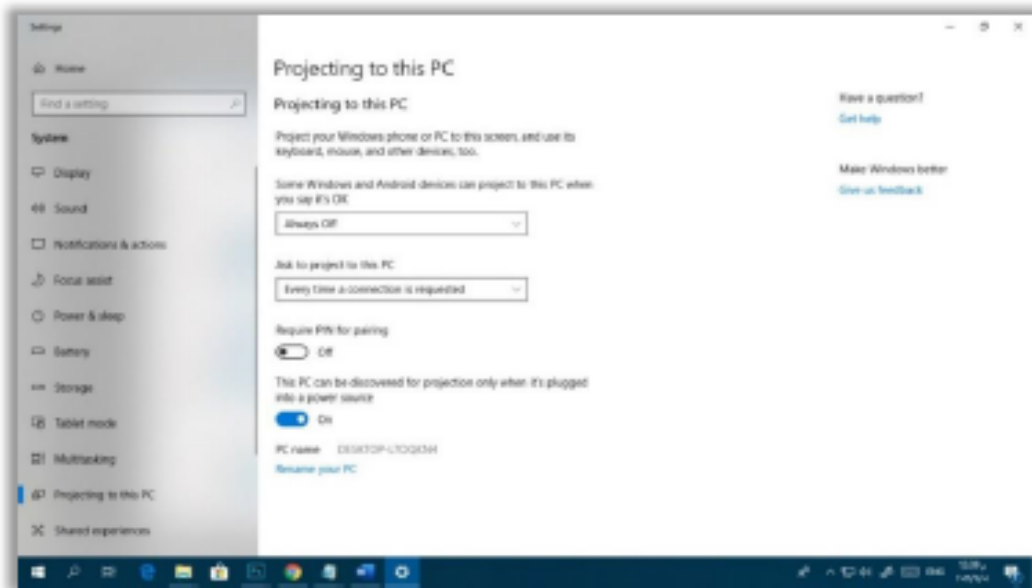 Settings
Home
Find a setting
System
Display
Sound
Notifications & actions
Focus assist
Power & sleep
Battery
Storage
Tablet mode
Multitasking
Projecting to this PC
Shared experiences
Projecting to this PC
Projecting to this PC
Project your Windows phone or PC to this screen, and use its
keyboard, mouse, and other devices, too.
Some Windows and Android devices can project to this PC when
you say it's OK
Always Off
Ask to project to this PC
Every time a connection is requested
Require PIN for pairing
Off
This PC can be discovered for projection only when it's plugged
into a power source
On
PC name
Rename your PC
Have a question?
Get help
Make Windows better
Give us feedback
ENG